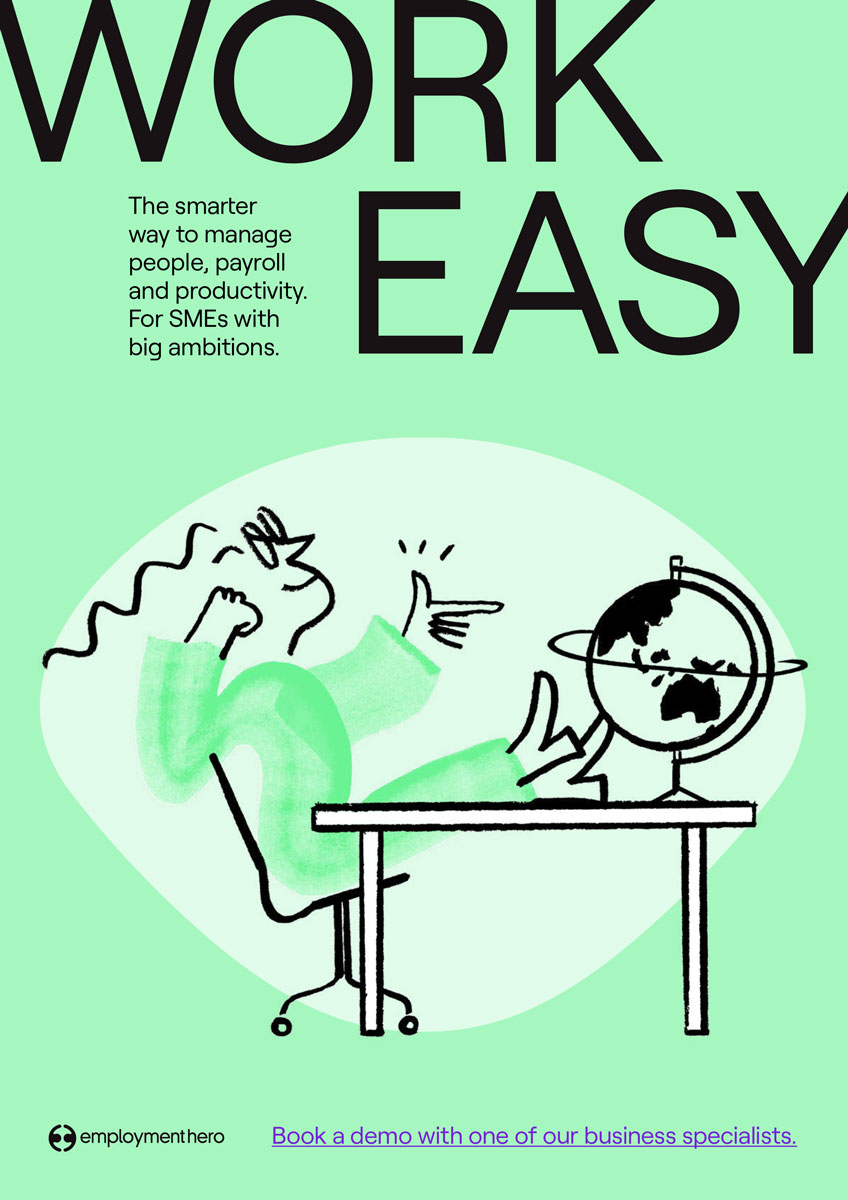 WORK
EASY
The smarter
way to manage
people, payroll
and productivity.
For SMEs with
big ambitions.
employmenthero
Book a demo with one of our business specialists.